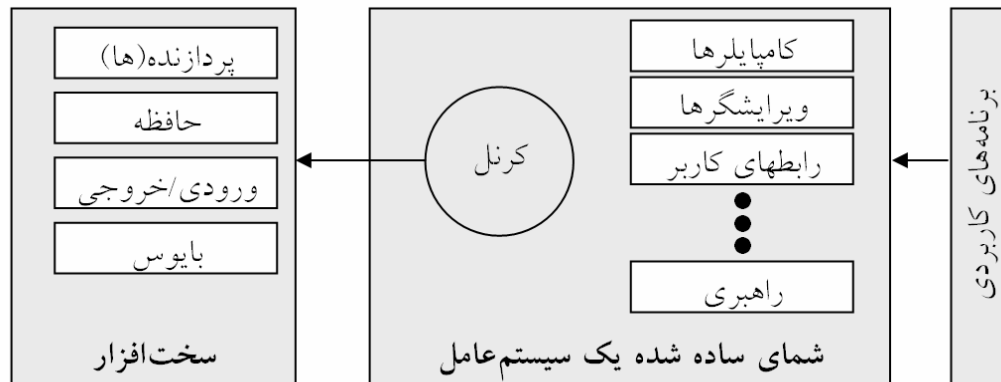 برنامه‌های کاربردی
کامپایلرها
ویرایشگرها
رابطهای کاربر
راهبری
کرنل
شمای ساده شده یک سیستم‌عامل
پردازنده(ها)
حافظه
ورودی/خروجی
بایوس
سخت‌افزار